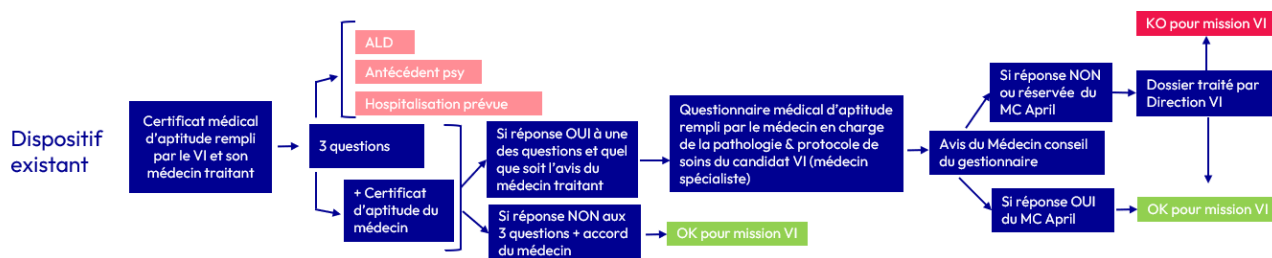 Dispositif
existant
Certificat médical
d'aptitude rempli
par le VI et son
médecin traitant
3 questions
ALD
Antécédent psy
Hospitalisation prévue
+ Certificat
d'aptitude du
médecin
Si réponse OUI à une
des questions et quel
que soit l'avis du
médecin traitant
Si réponse NON aux
3 questions + accord
du médecin
OK pour mission VI
Questionnaire médical d'aptitude
rempli par le médecin en charge
de la pathologie & protocole de
soins du candidat VI (médecin
spécialiste)
Avis du Médecin conseil
du gestionnaire
Si réponse NON
ou réservée du
MC April
Dossier traité par
Direction VI
KO pour mission VI
Si réponse OUI
du MC April
OK pour mission VI